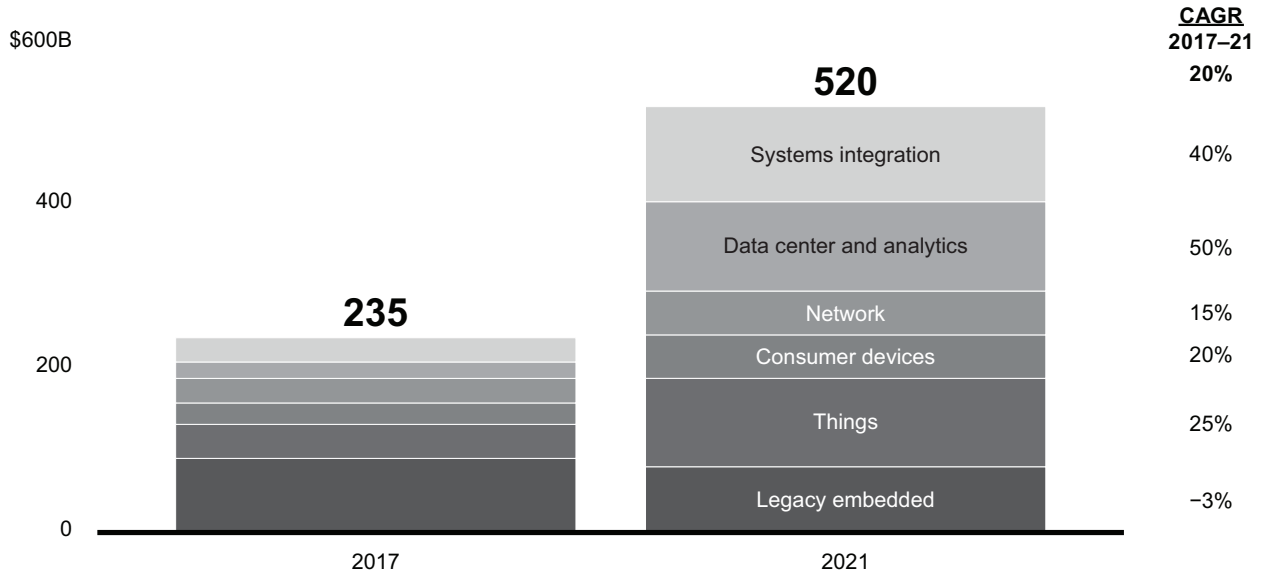 CAGR
2017–21
$600B
520
20%
Systems integration
40%
400
Data center and analytics
50%
235
Network
15%
200
Consumer devices
20%
Things
25%
Legacy embedded
−3%
0
2017
2021